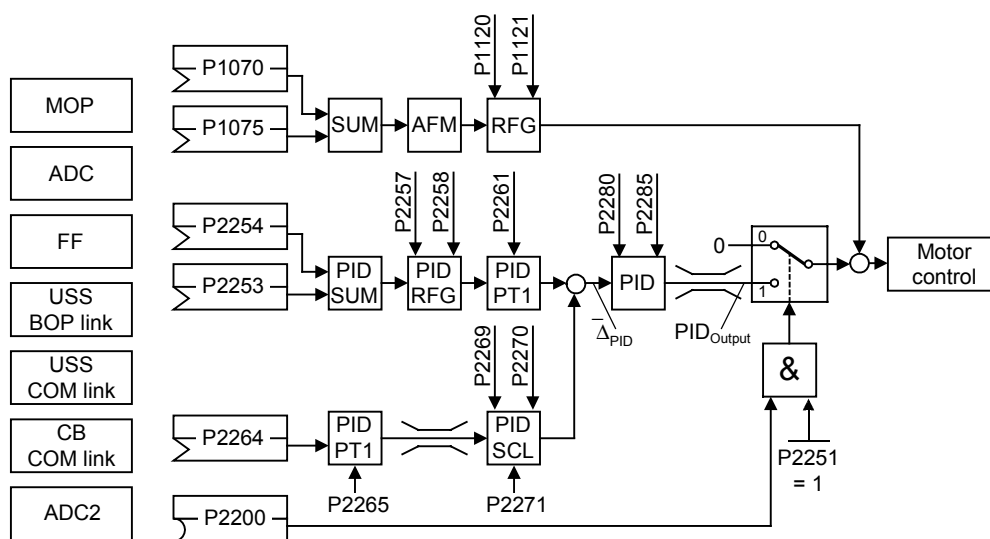 MOP
ADC
FF
USS
BOP link
USS
COM link
CB
COM link
ADC2
P1070
P1075
SUM
AFM
RFG
P1120
P1121
P2254
P2253
PID
SUM
P2257
P2258
PID
RFG
P2261
PID
PT1
Δ̅PID
P2280
P2285
PID
PIDOutput
0
0
1
Motor
control
&
P2251
= 1
P2264
PID
PT1
P2265
P2269
P2270
PID
SCL
P2271
P2200